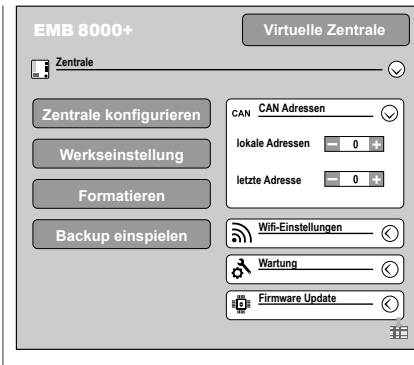 EMB 8000+
Virtuelle Zentrale
Zentrale
Zentrale konfigurieren
Werkseinstellung
Formatieren
Backup einspielen
CAN CAN Adressen
lokale Adressen − 0 +
letzte Adresse − 0 +
Wifi-Einstellungen
Wartung
Firmware Update